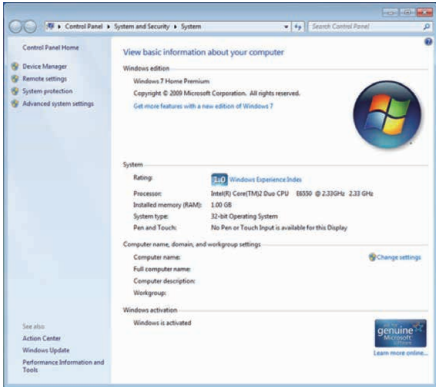 Control Panel ▸ System and Security ▸ System
Search Control Panel
Control Panel Home
Device Manager
Remote settings
System protection
Advanced system settings
See also
Action Center
Windows Update
Performance Information and
Tools
View basic information about your computer
Windows edition
Windows 7 Home Premium
Copyright © 2009 Microsoft Corporation. All rights reserved.
Get more features with a new edition of Windows 7
System
Rating: Windows Experience Index
Processor: Intel(R) Core(TM)2 Duo CPU E6550 @ 2.33GHz 2.33 GHz
Installed memory (RAM): 1.00 GB
System type: 32-bit Operating System
Pen and Touch: No Pen or Touch Input is available for this Display
Computer name, domain, and workgroup settings
Computer name: Change settings
Full computer name:
Computer description:
Workgroup:
Windows activation
Windows is activated
genuine
Microsoft
Learn more online...